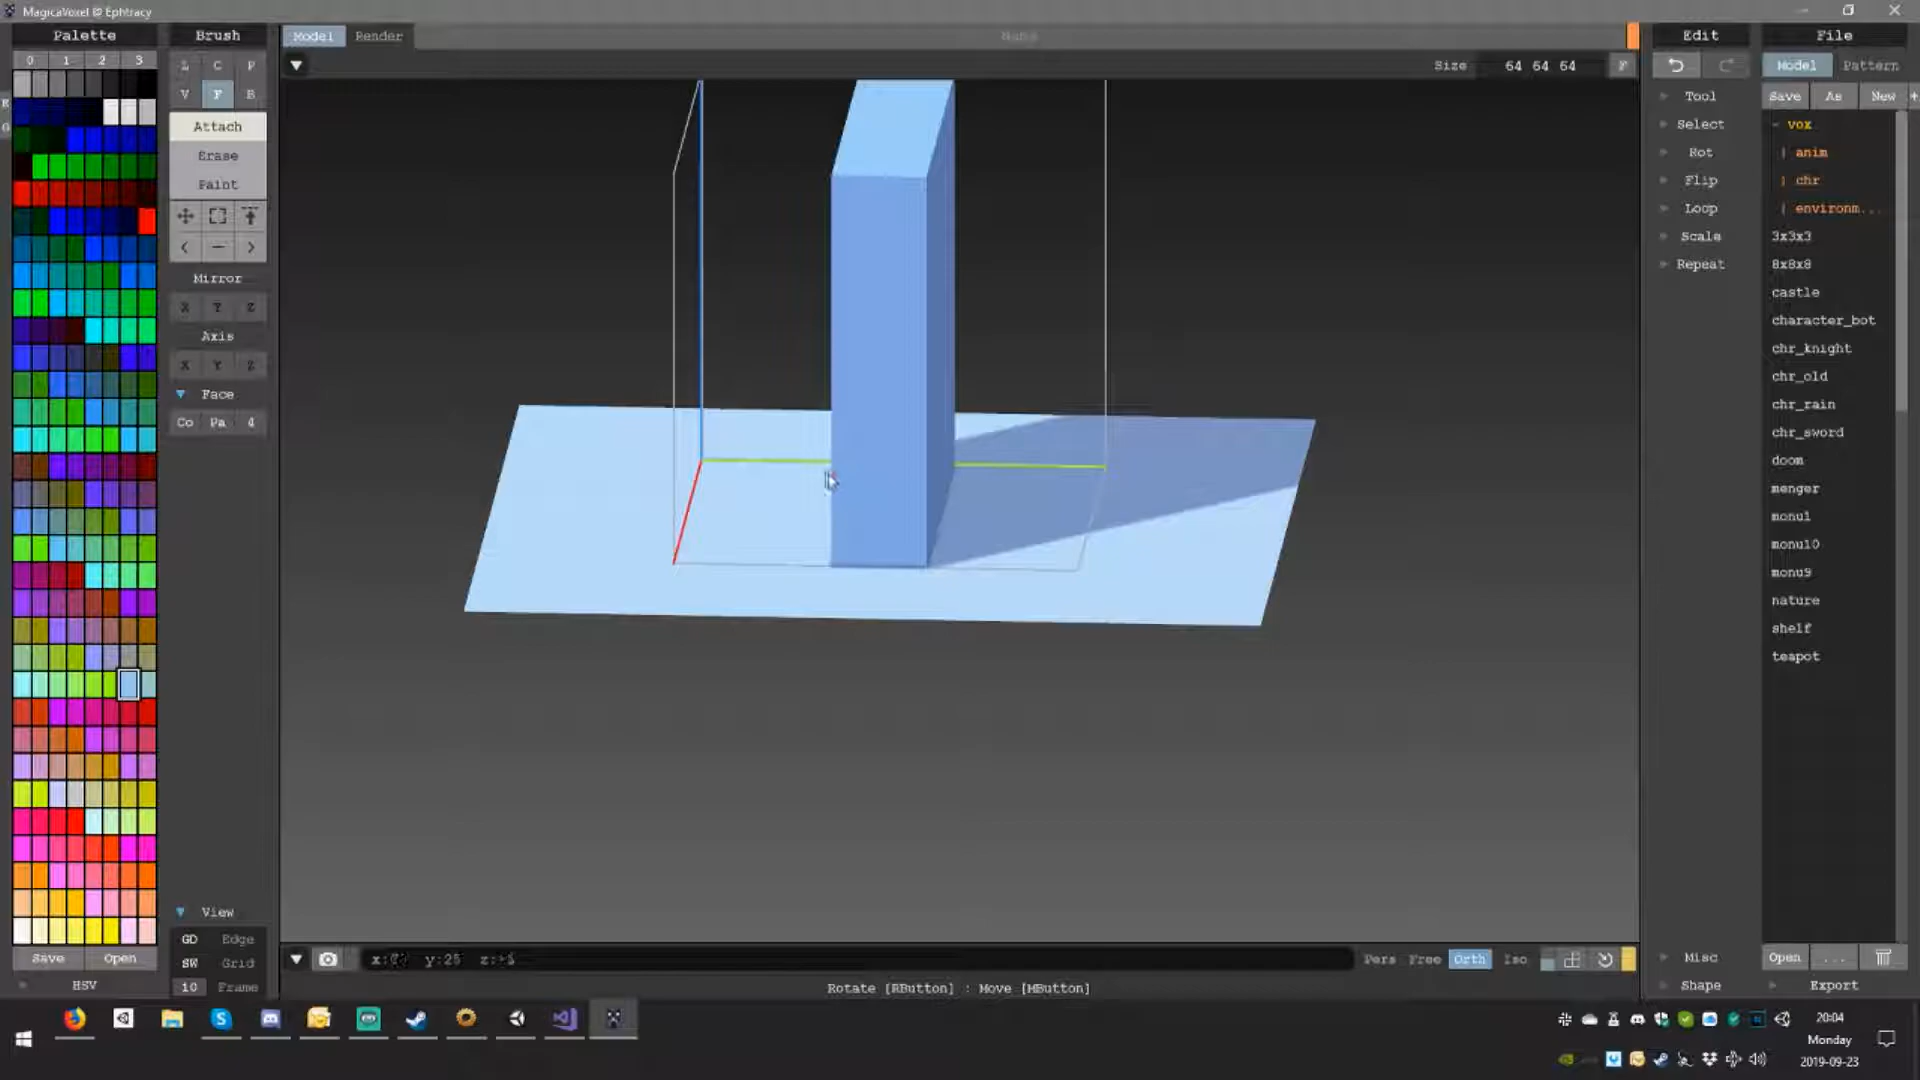 MagicaVoxel @ Ephtracy
Palette
Brush
Model
Render
Edit
File
0 1 2 3
L C P
V F B
Size 64 64 64 F
Model
Pattern
Attach
Tool
Save
As
New
+
Erase
Select
- vox
Paint
Rot
| anim
Flip
| chr
Loop
| environm...
< - >
Scale
3x3x3
Mirror
Repeat
8x8x8
X Y Z
castle
Axis
character_bot
X Y Z
chr_knight
Face
chr_old
Co Pa 4
chr_rain
chr_sword
doom
menger
monu1
monu10
monu9
nature
shelf
teapot
View
GD Edge
SW Grid
10 Frame
Save
Open
HSV
y:25
Pers
Free
Orth
Iso
Misc
Open
...
Shape
Export
Rotate [RButton] : Move [MButton]
20:04
Monday
2019-09-23